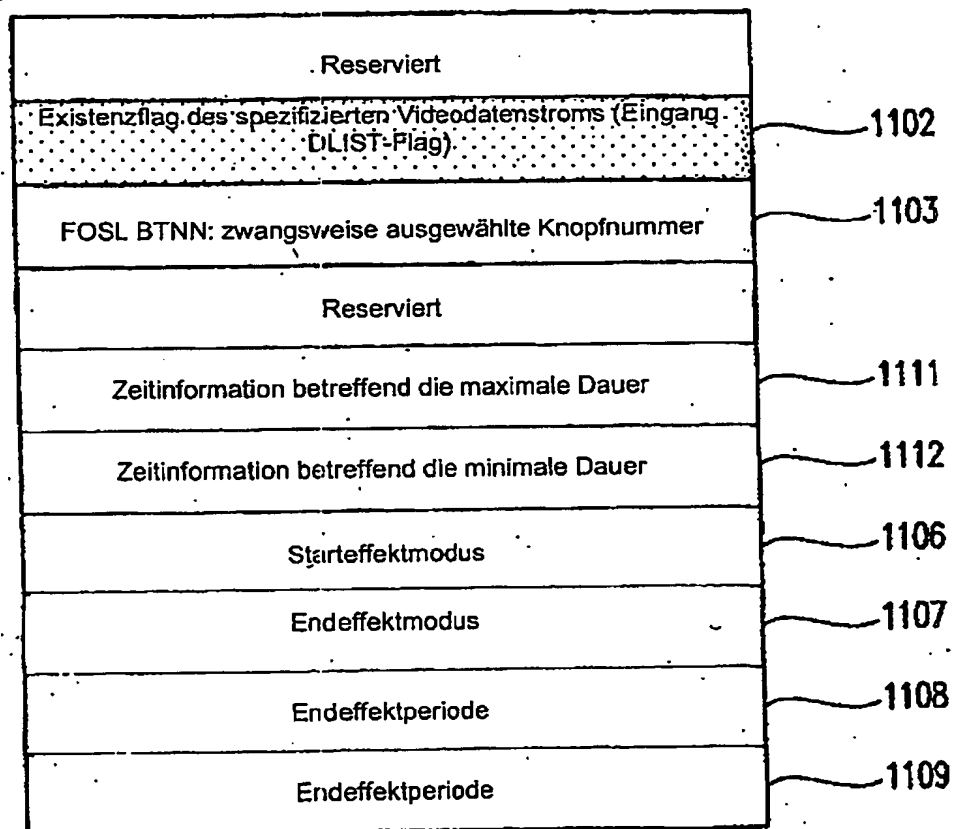 Reserviert
Existenzflag des spezifizierten Videodatenstroms (Eingang
DLIST-Flag)
1102
FOSL BTNN: zwangsweise ausgewählte Knopfnummer
1103
Reserviert
Zeitinformation betreffend die maximale Dauer
1111
Zeitinformation betreffend die minimale Dauer
1112
Starteffektmodus
1106
Endeffektmodus
1107
Endeffektperiode
1108
Endeffektperiode
1109